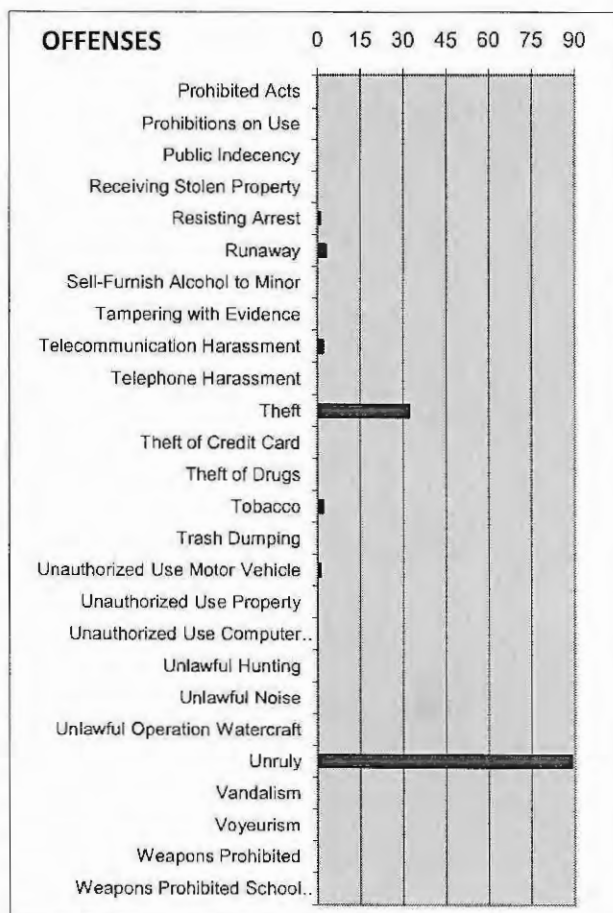 OFFENSES 0 15 30 45 60 75 90
Prohibited Acts
Prohibitions on Use
Public Indecency
Receiving Stolen Property
Resisting Arrest
Runaway
Sell-Furnish Alcohol to Minor
Tampering with Evidence
Telecommunication Harassment
Telephone Harassment
Theft
Theft of Credit Card
Theft of Drugs
Tobacco
Trash Dumping
Unauthorized Use Motor Vehicle
Unauthorized Use Property
Unauthorized Use Computer..
Unlawful Hunting
Unlawful Noise
Unlawful Operation Watercraft
Unruly
Vandalism
Voyeurism
Weapons Prohibited
Weapons Prohibited School..